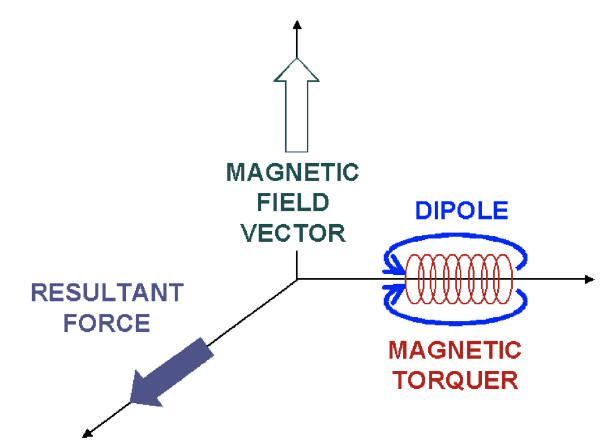 MAGNETIC
FIELD
VECTOR
DIPOLE
RESULTANT
FORCE
MAGNETIC
TORQUER